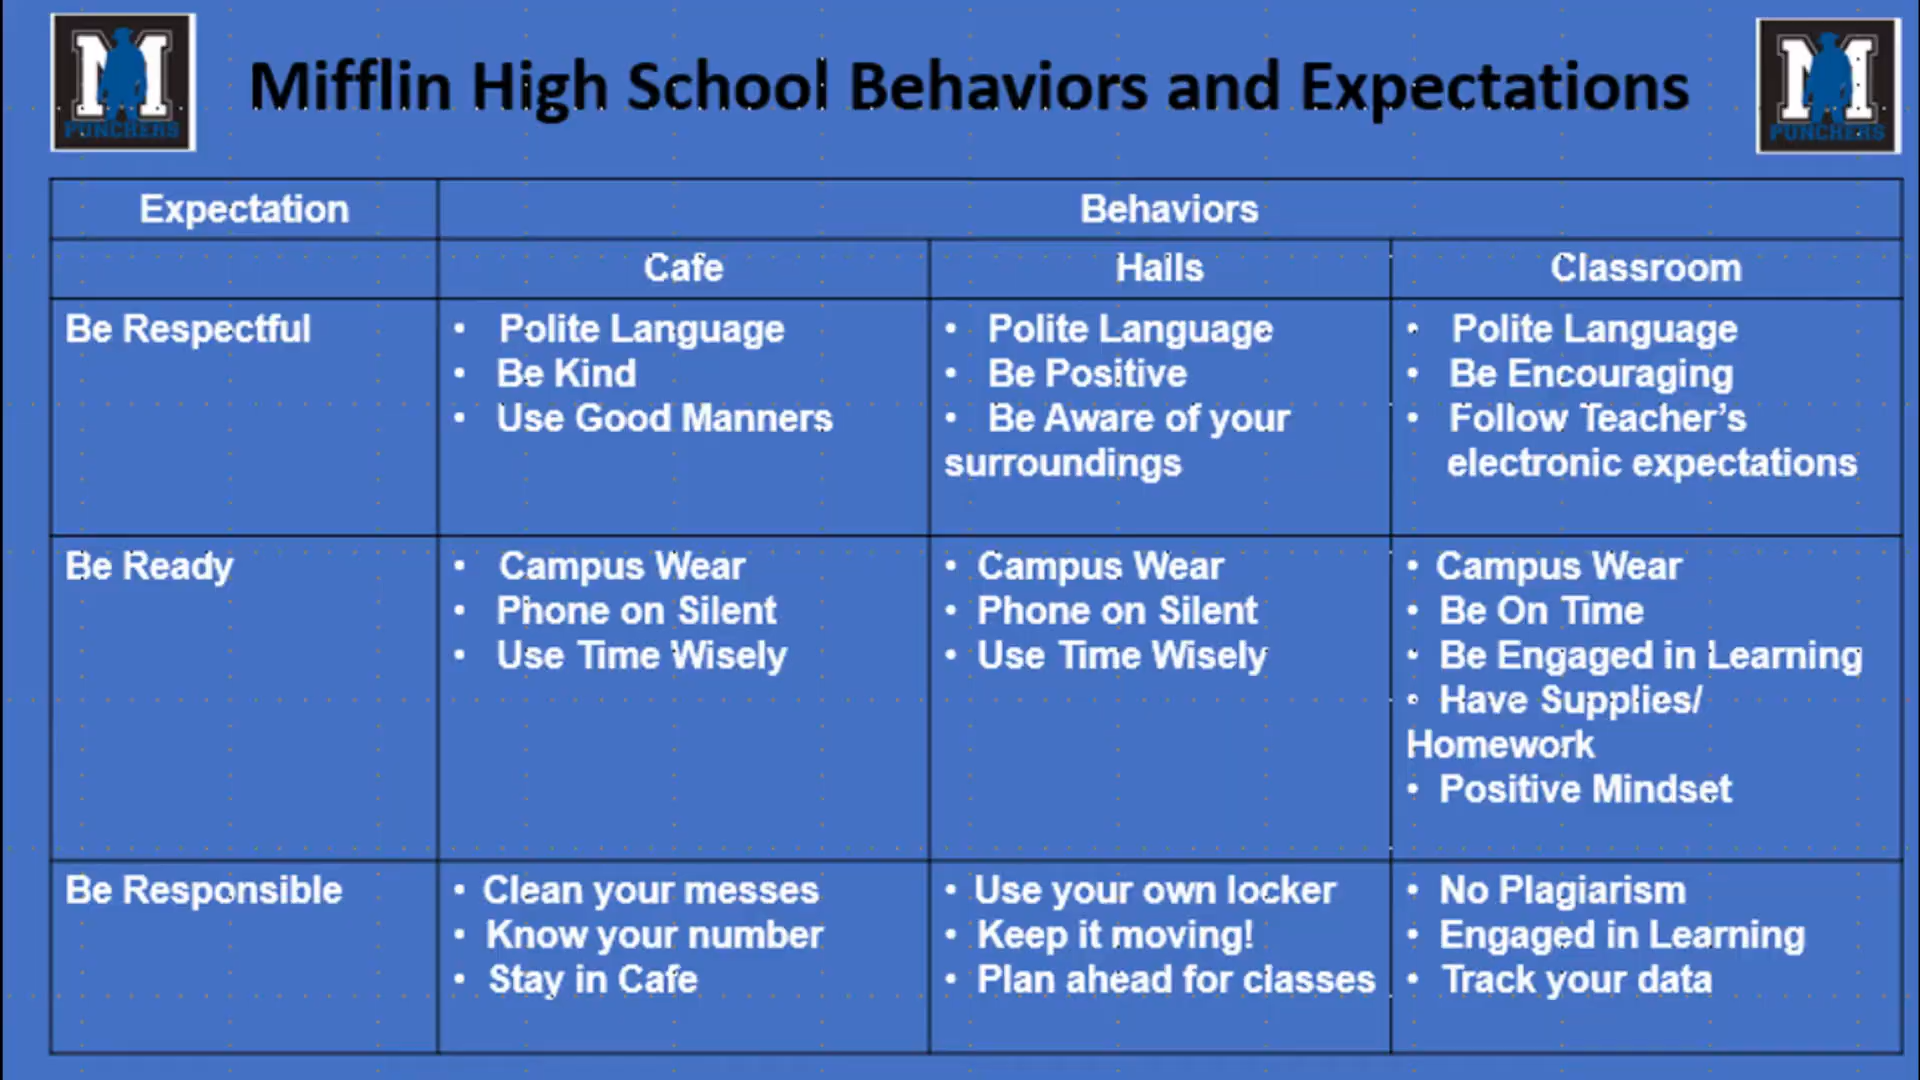 M
PUNCHERS
Mifflin High School Behaviors and Expectations
M
PUNCHERS
Expectation
Behaviors
Cafe
Halls
Classroom
Be Respectful
• Polite Language
• Be Kind
• Use Good Manners
• Polite Language
• Be Positive
• Be Aware of your
surroundings
• Polite Language
• Be Encouraging
• Follow Teacher’s
electronic expectations
Be Ready
• Campus Wear
• Phone on Silent
• Use Time Wisely
• Campus Wear
• Phone on Silent
• Use Time Wisely
• Campus Wear
• Be On Time
• Be Engaged in Learning
• Have Supplies/
Homework
• Positive Mindset
Be Responsible
• Clean your messes
• Know your number
• Stay in Cafe
• Use your own locker
• Keep it moving!
• Plan ahead for classes
• No Plagiarism
• Engaged in Learning
• Track your data